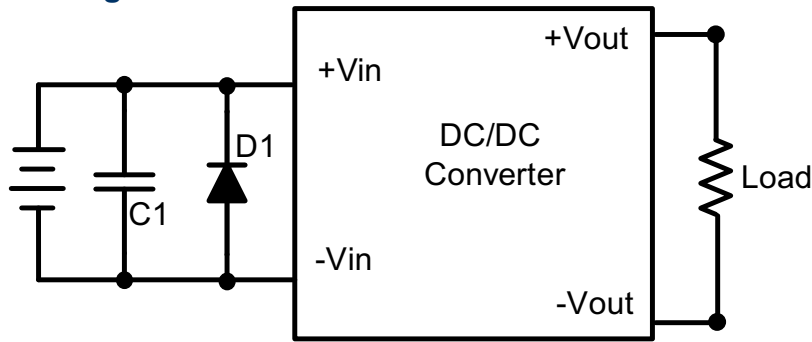 +Vout
+Vin
DC/DC
Converter
D1
C1
Load
-Vin
-Vout